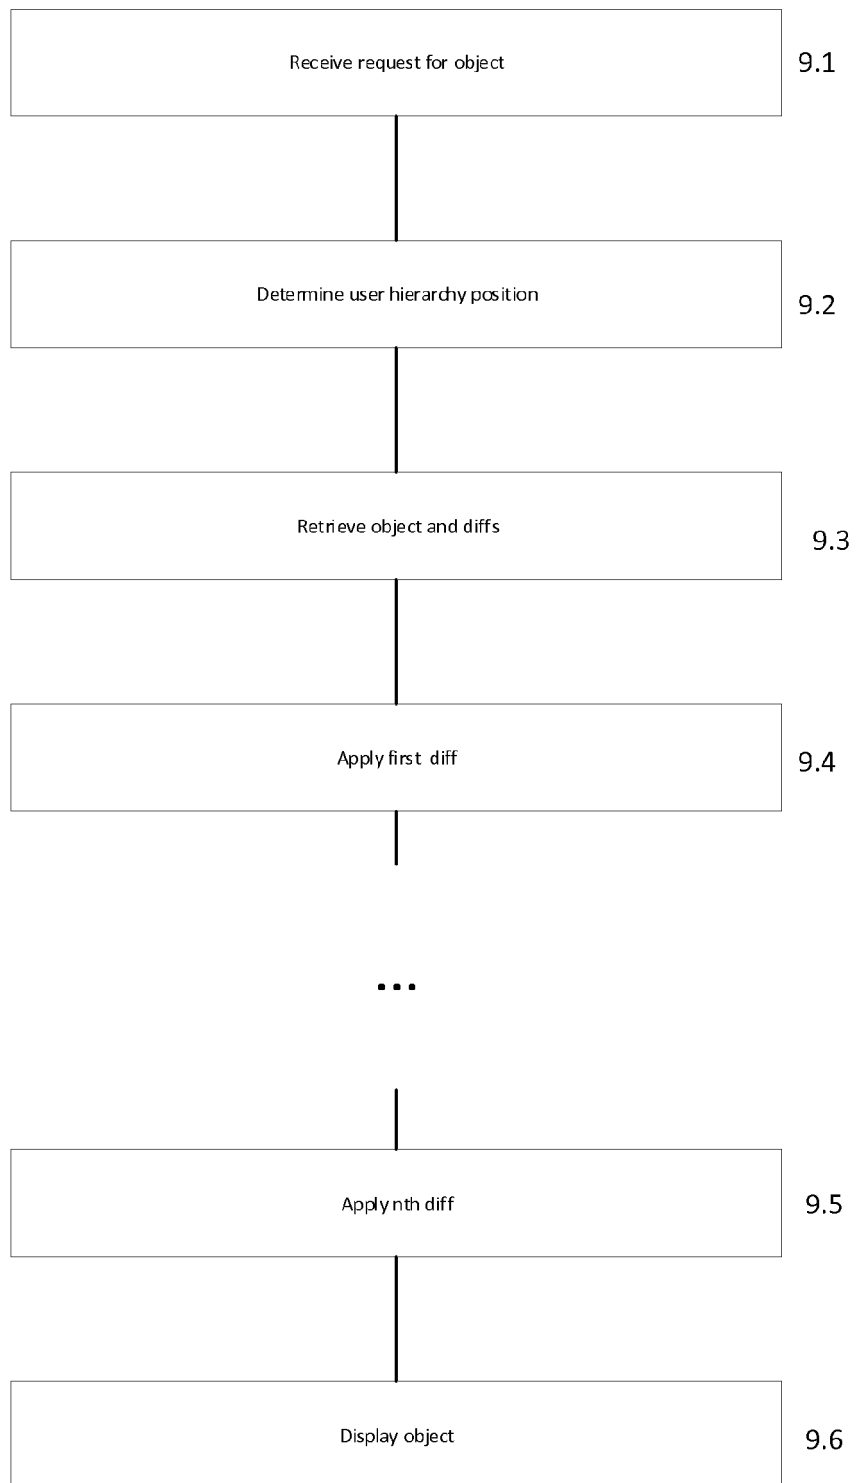 Receive request for object
9.1
Determine user hierarchy position
9.2
Retrieve object and diffs
9.3
Apply first diff
9.4
...
Apply nth diff
9.5
Display object
9.6